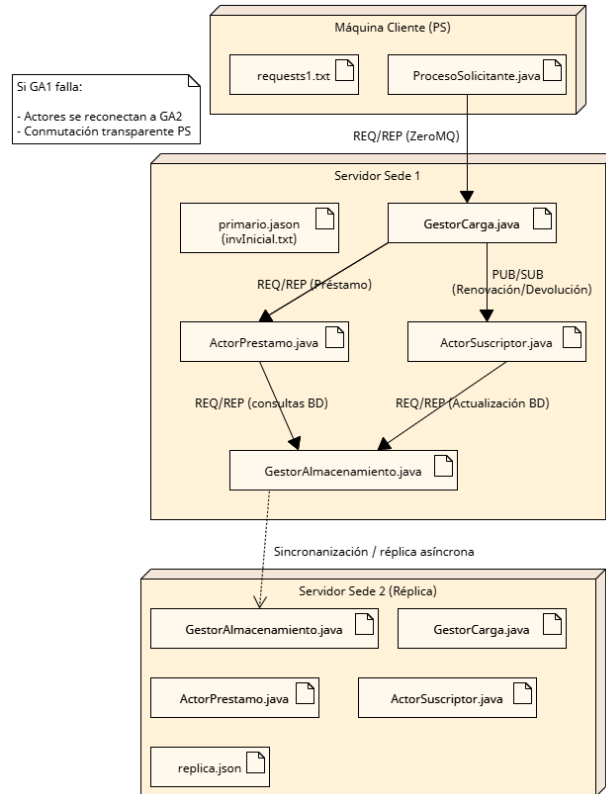 Máquina Cliente (PS)
requests1.txt
ProcesoSolicitante.java
Si GA1 falla:
- Actores se reconectan a GA2
- Conmutación transparente PS
REQ/REP (ZeroMQ)
Servidor Sede 1
primario.jason
(invInicial.txt)
GestorCarga.java
REQ/REP (Préstamo)
PUB/SUB
(Renovación/Devolución)
ActorPrestamo.java
ActorSuscriptor.java
REQ/REP (consultas BD)
REQ/REP (Actualización BD)
GestorAlmacenamiento.java
Sincronanización / réplica asíncrona
Servidor Sede 2 (Réplica)
GestorAlmacenamiento.java
GestorCarga.java
ActorPrestamo.java
ActorSuscriptor.java
replica.json